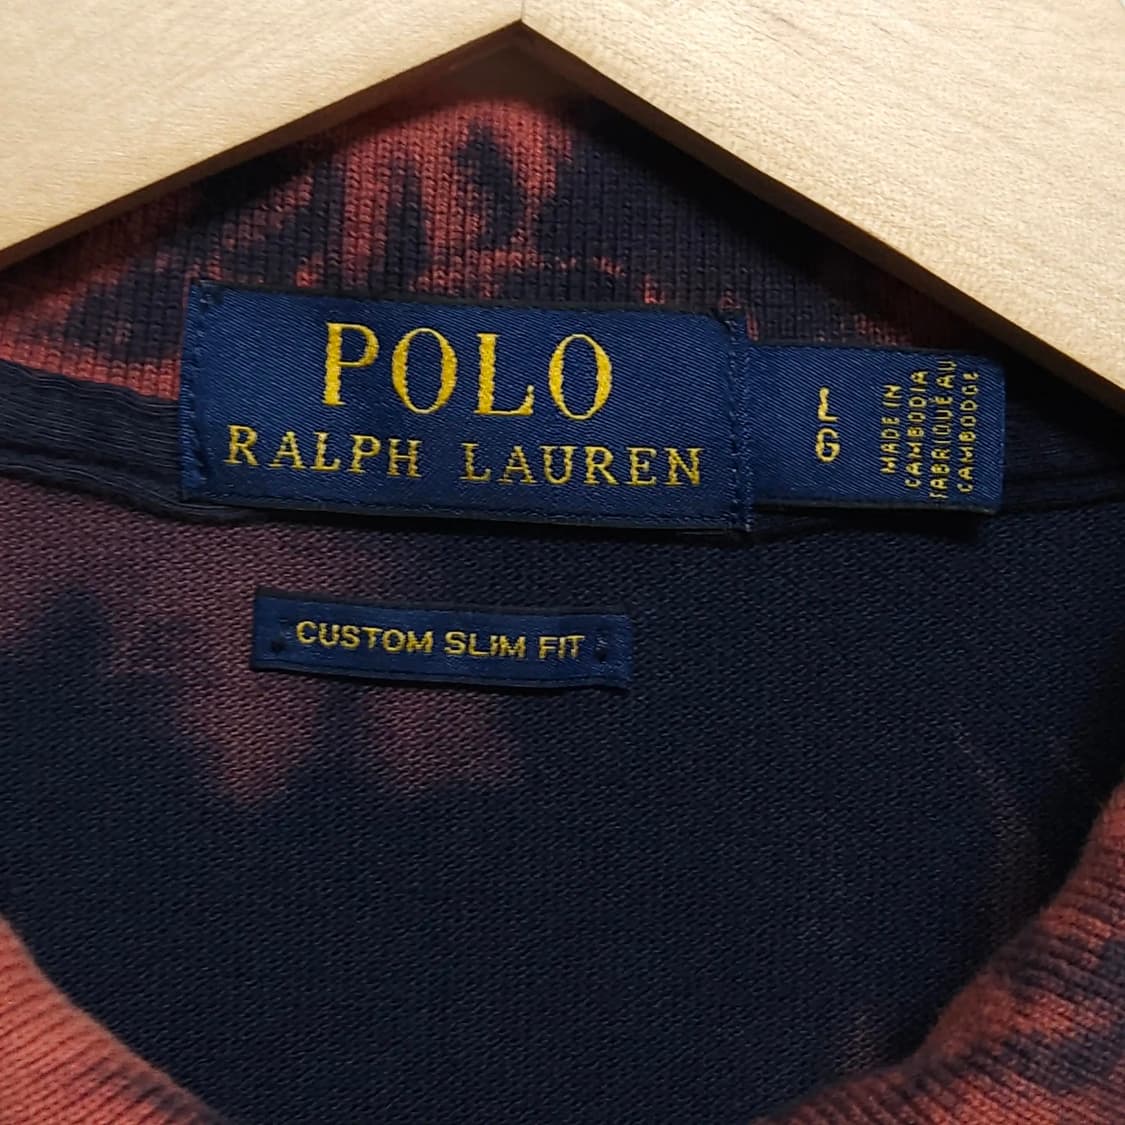 POLO
RALPH LAUREN
L
G
MADE IN
CAMBODIA
FABRIQUÉ AU
CAMBODGE
CUSTOM SLIM FIT